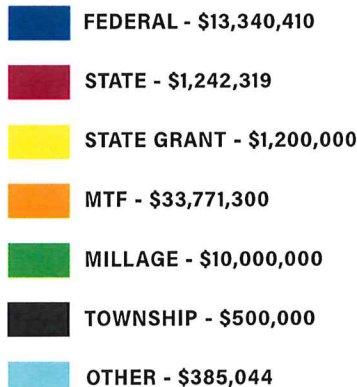 FEDERAL - $13,340,410
STATE - $1,242,319
STATE GRANT - $1,200,000
MTF - $33,771,300
MILLAGE - $10,000,000
TOWNSHIP - $500,000
OTHER - $385,044